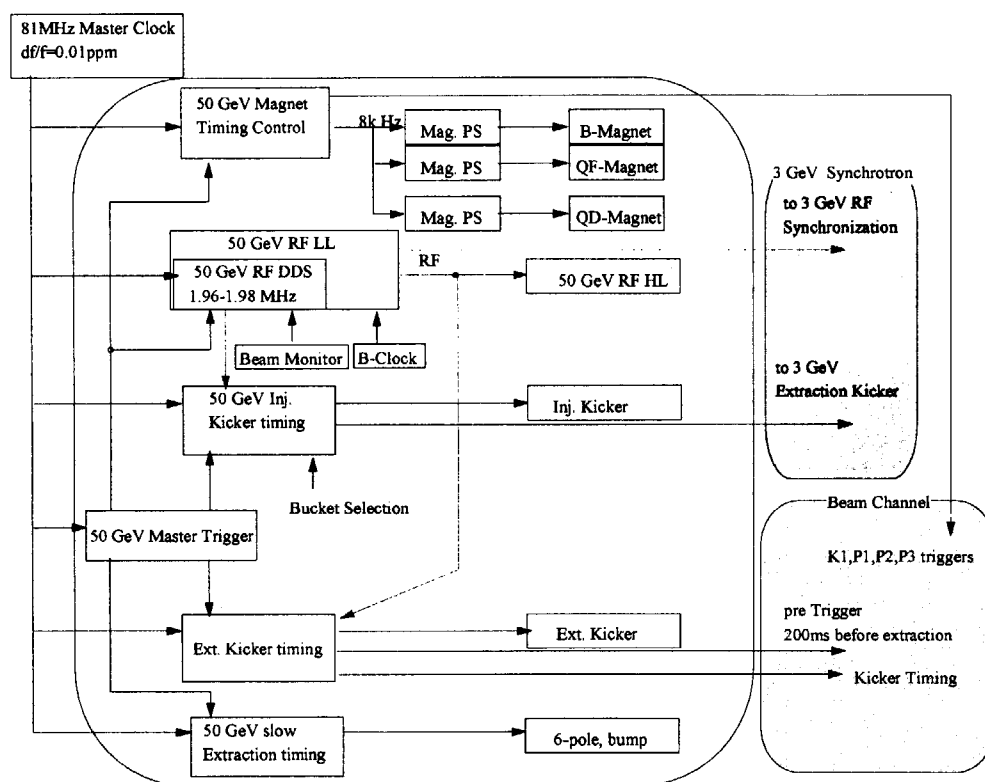 81MHz Master Clock
df/f=0.01ppm
50 GeV Magnet
Timing Control
8k Hz
Mag. PS
B-Magnet
Mag. PS
QF-Magnet
Mag. PS
QD-Magnet
3 GeV Synchrotron
to 3 GeV RF
Synchronization
50 GeV RF LL
RF
50 GeV RF DDS
1.96-1.98 MHz
50 GeV RF HL
Beam Monitor
B-Clock
to 3 GeV
Extraction Kicker
50 GeV Inj.
Kicker timing
Inj. Kicker
Bucket Selection
Beam Channel
50 GeV Master Trigger
K1,P1,P2,P3 triggers
pre Trigger
200ms before extraction
Ext. Kicker timing
Ext. Kicker
Kicker Timing
50 GeV slow
Extraction timing
6-pole, bump